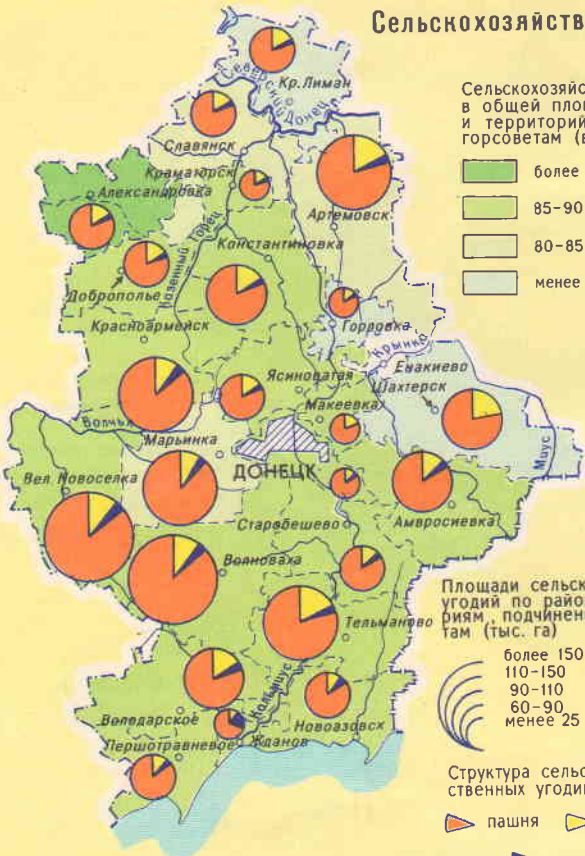 Сельскохозяйств
Сельскохозяйс
в общей пло
и территорий
горсоветам (в
более
85-90
80-85
менее
Кр. Лиман
Северский Донец
Славянск
Краматорск
Александровка
Артемовск
Казенный Торец
Константиновка
Доброполье
Красноармейск
Горловка
Крынка
Енакиево
Шахтерск
Ясиноватая
Макеевка
Волчья
Марьинка
ДОНЕЦК
Миус
Вел. Новоселка
Амвросиевка
Старобешево
Волноваха
Тельманово
Кальмиус
Володарское
Новоазовск
Першотравневое
Жданов
Площади сельск
угодий по райо
риям, подчинен
там (тыс. га)
более 150
110-150
90-110
60-90
менее 25
Структура сельс
ственных угоди
пашня